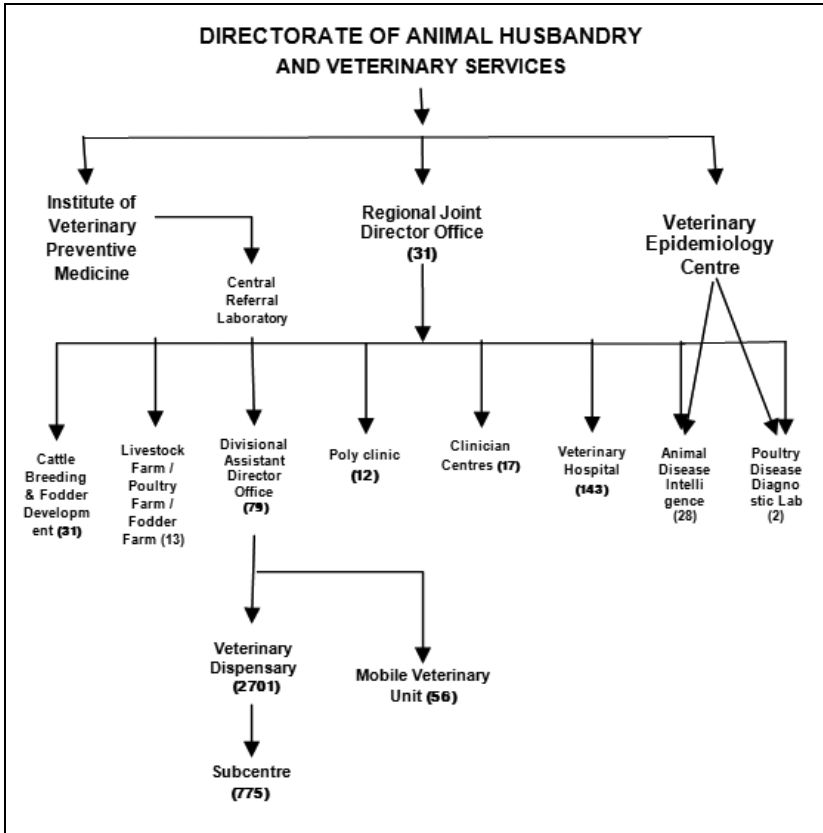 DIRECTORATE OF ANIMAL HUSBANDRY
AND VETERINARY SERVICES
Institute of
Veterinary
Preventive
Medicine
Central
Referral
Laboratory
Regional Joint
Director Office
(31)
Veterinary
Epidemiology
Centre
Cattle
Breeding
& Fodder
Developm
ent (31)
Livestock
Farm /
Poultry
Farm /
Fodder
Farm (13)
Divisional
Assistant
Director
Office
(79)
Poly clinic
(12)
Clinician
Centres (17)
Veterinary
Hospital
(143)
Animal
Disease
Intelli
gence
(28)
Poultry
Disease
Diagno
stic Lab
(2)
Veterinary
Dispensary
(2701)
Mobile Veterinary
Unit (56)
Subcentre
(775)